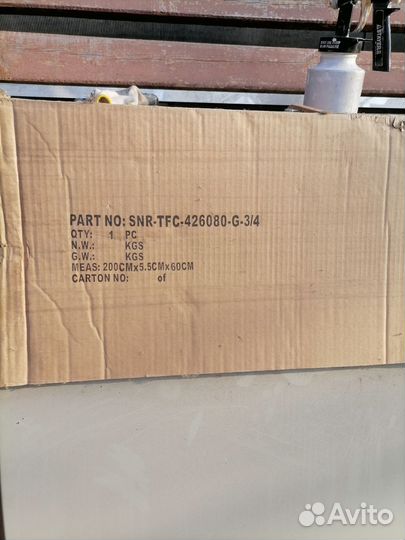 PART NO: SNR-TFC-426080-G-3/4
QTY: 1 PC
N.W.: KGS
G.W.: KGS
MEAS: 200CMx5.5CMx60CM
CARTON NO: of
Avito